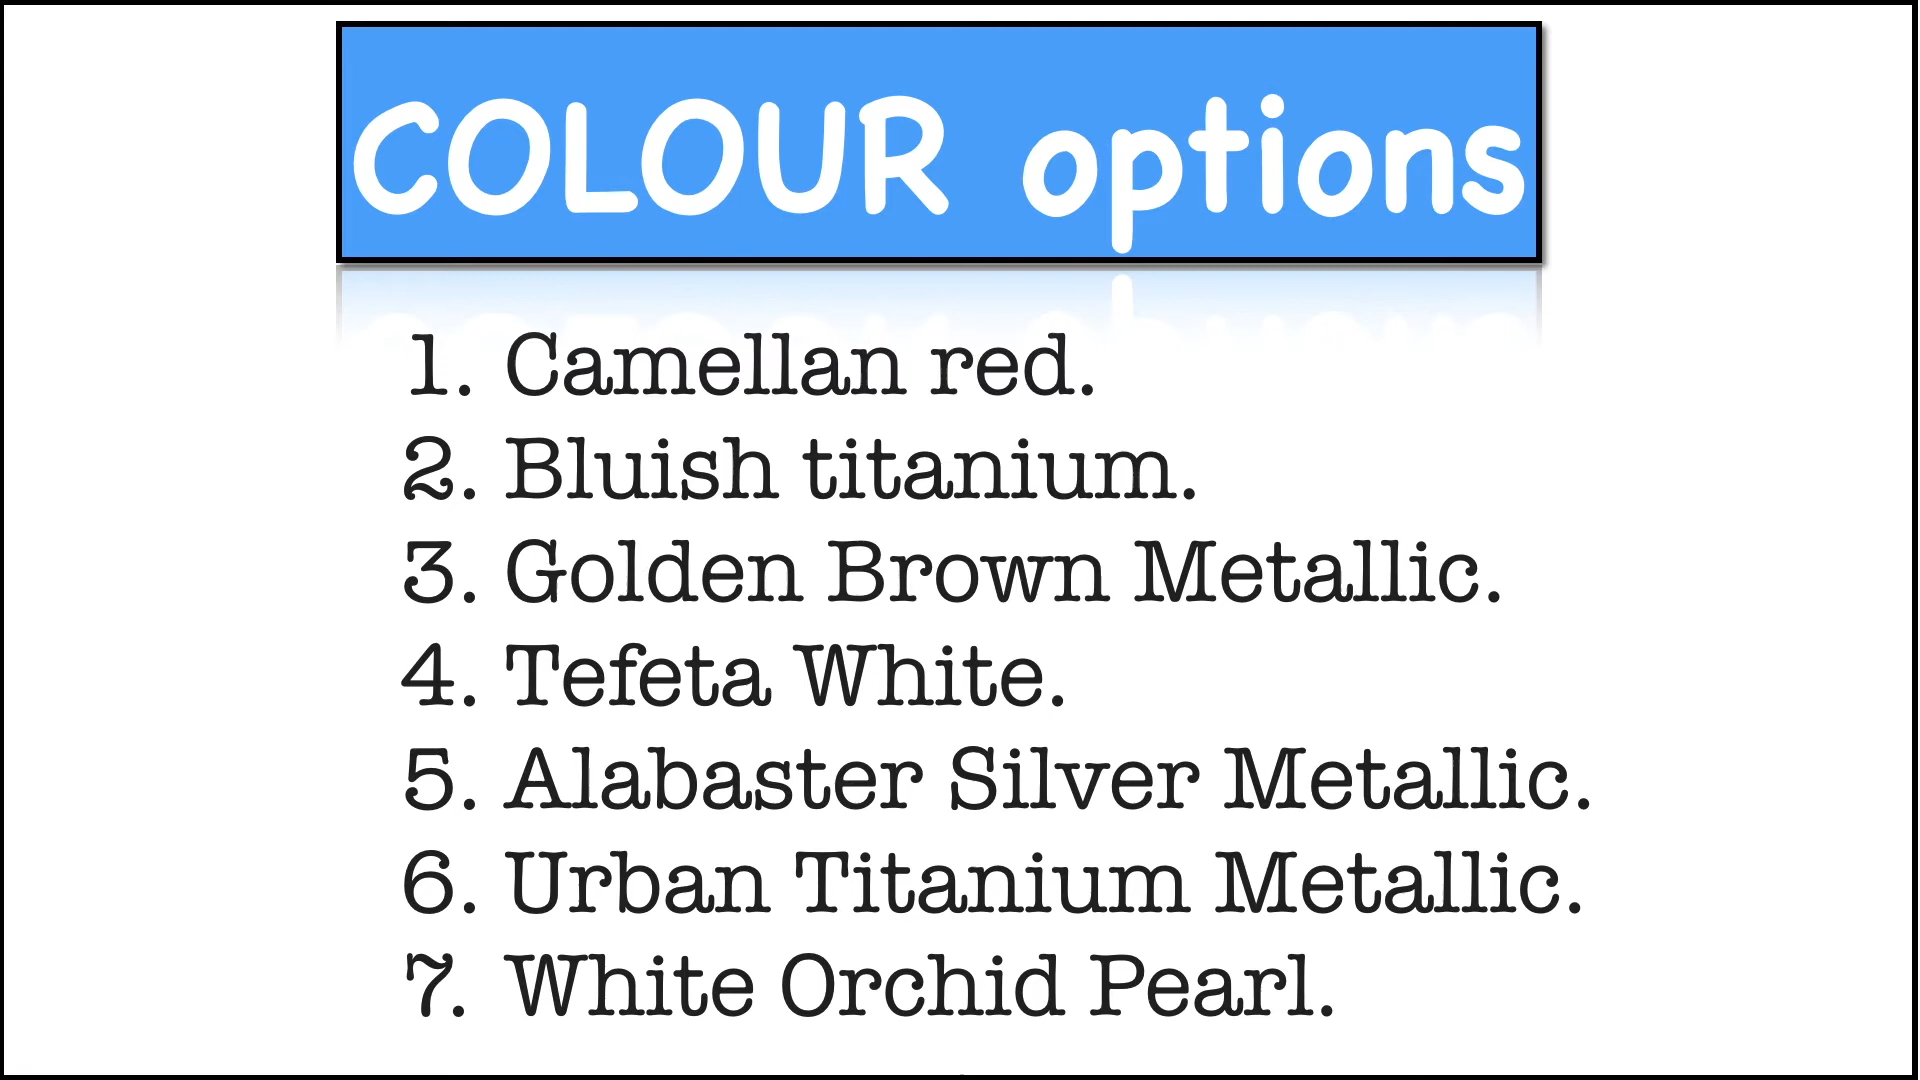 COLOUR options
1. Camellan red.
2. Bluish titanium.
3. Golden Brown Metallic.
4. Tefeta White.
5. Alabaster Silver Metallic.
6. Urban Titanium Metallic.
7. White Orchid Pearl.